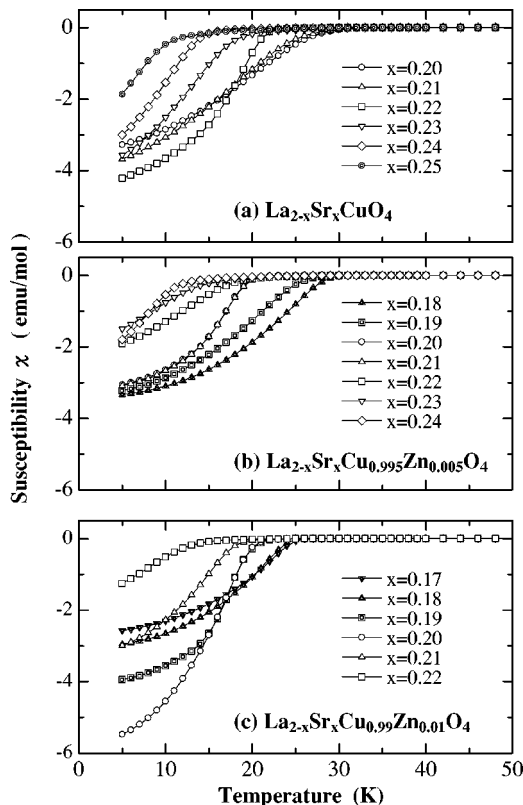 0
-2
-4
-6
x=0.20
x=0.21
x=0.22
x=0.23
x=0.24
x=0.25
(a) La2-xSrxCuO4
Susceptibility χ ( emu/mol )
0
-2
-4
-6
x=0.18
x=0.19
x=0.20
x=0.21
x=0.22
x=0.23
x=0.24
(b) La2-xSrxCu0.995Zn0.005O4
0
-2
-4
-6
x=0.17
x=0.18
x=0.19
x=0.20
x=0.21
x=0.22
(c) La2-xSrxCu0.99Zn0.01O4
0 10 20 30 40 50
Temperature (K)